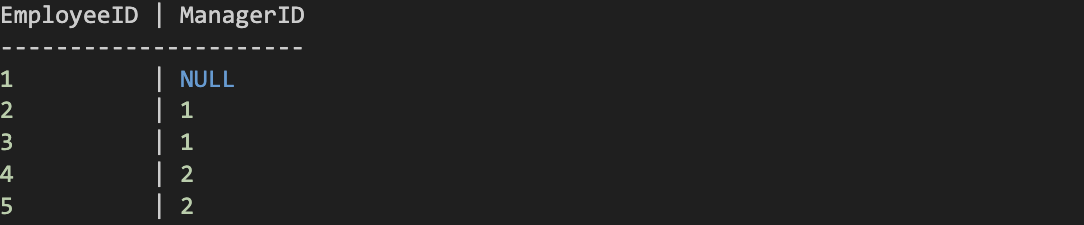 EmployeeID | ManagerID
----------------------
1          | NULL
2          | 1
3          | 1
4          | 2
5          | 2